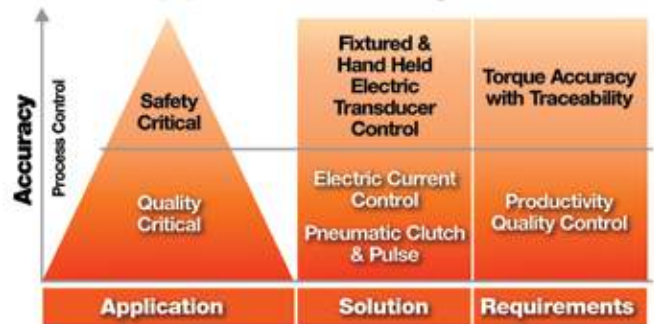 Accuracy
Process Control
Safety
Critical
Quality
Critical
Fixtured &
Hand Held
Electric
Transducer
Control
Electric Current
Control
Pneumatic Clutch
& Pulse
Torque Accuracy
with Traceability
Productivity
Quality Control
Application
Solution
Requirements